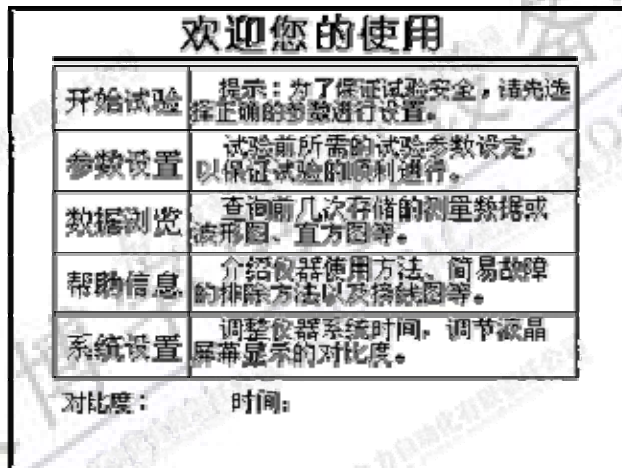 欢迎您的使用
开始试验
提示：为了保证试验安全，请先选
择正确的参数进行设置。
参数设置
试验前所需的试验参数设定，
以保证试验的顺利进行。
数据浏览
查询前几次存储的测量数据或
波形图、直方图等。
帮助信息
介绍仪器使用方法、简易故障
的排除方法以及接线图等。
系统设置
调整仪器系统时间，调节液晶
屏幕显示的对比度。
对比度：
时间：